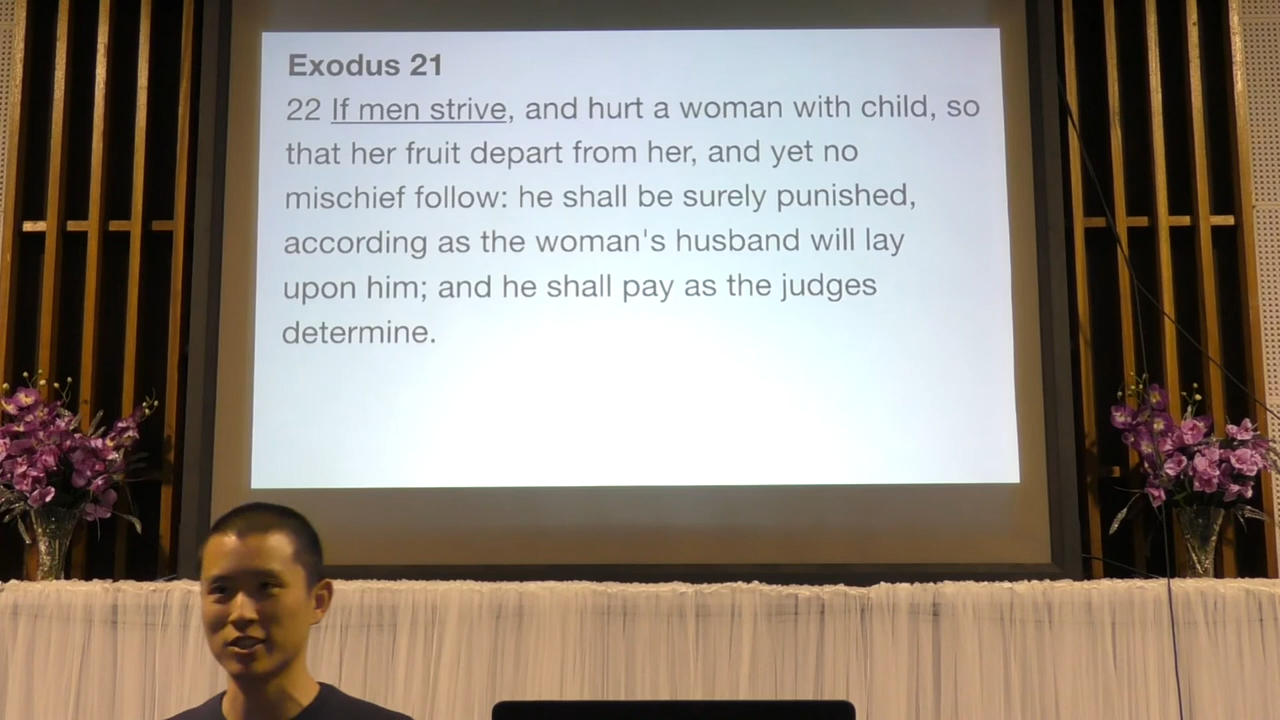 Exodus 21
22 If men strive, and hurt a woman with child, so
that her fruit depart from her, and yet no
mischief follow: he shall be surely punished,
according as the woman's husband will lay
upon him; and he shall pay as the judges
determine.